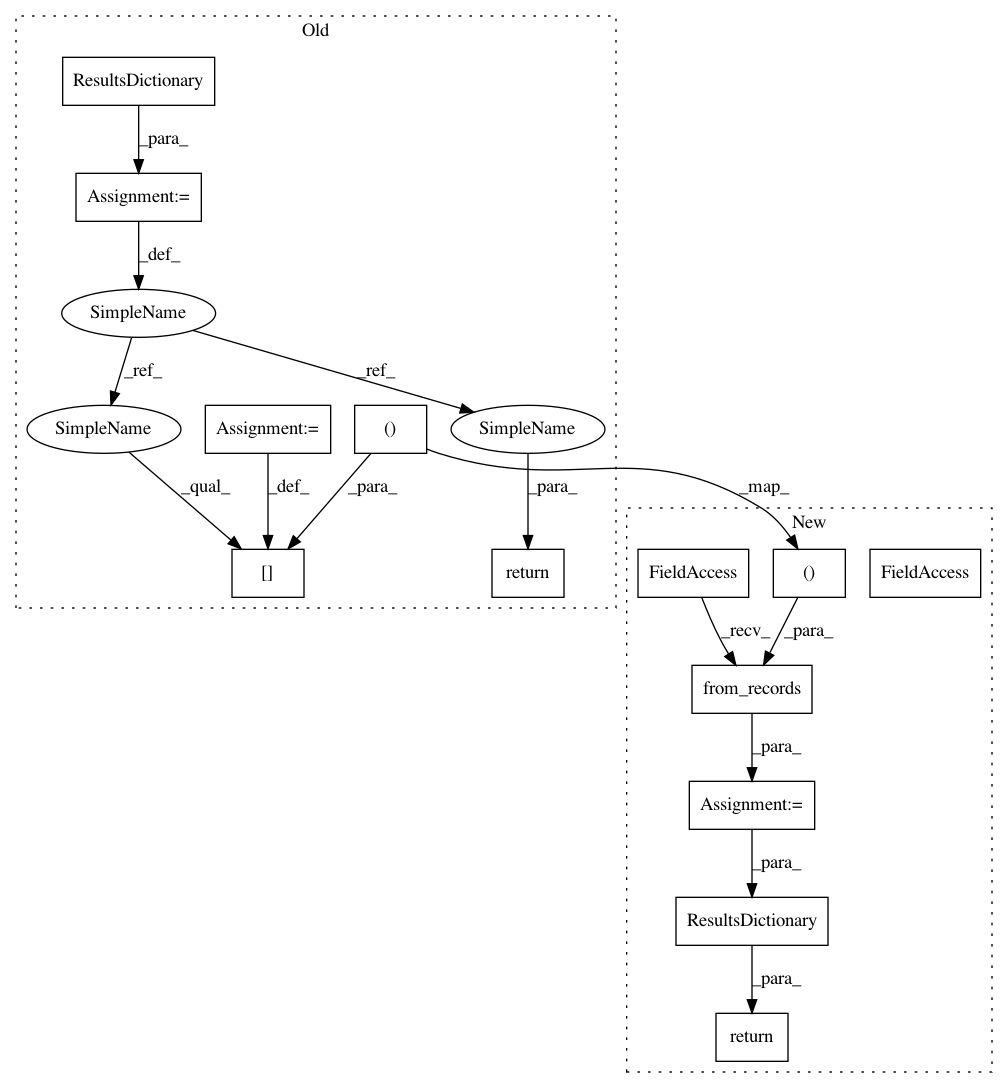 Old
ResultsDictionary
_para_
Assignment:=
_def_
SimpleName
_ref_
_ref_
SimpleName
Assignment:=
()
SimpleName
_qual_
_def_
_para_
_para_
_map_
New
[]
return
FieldAccess
()
FieldAccess
_recv_
_para_
from_records
_para_
Assignment:=
_para_
ResultsDictionary
_para_
return